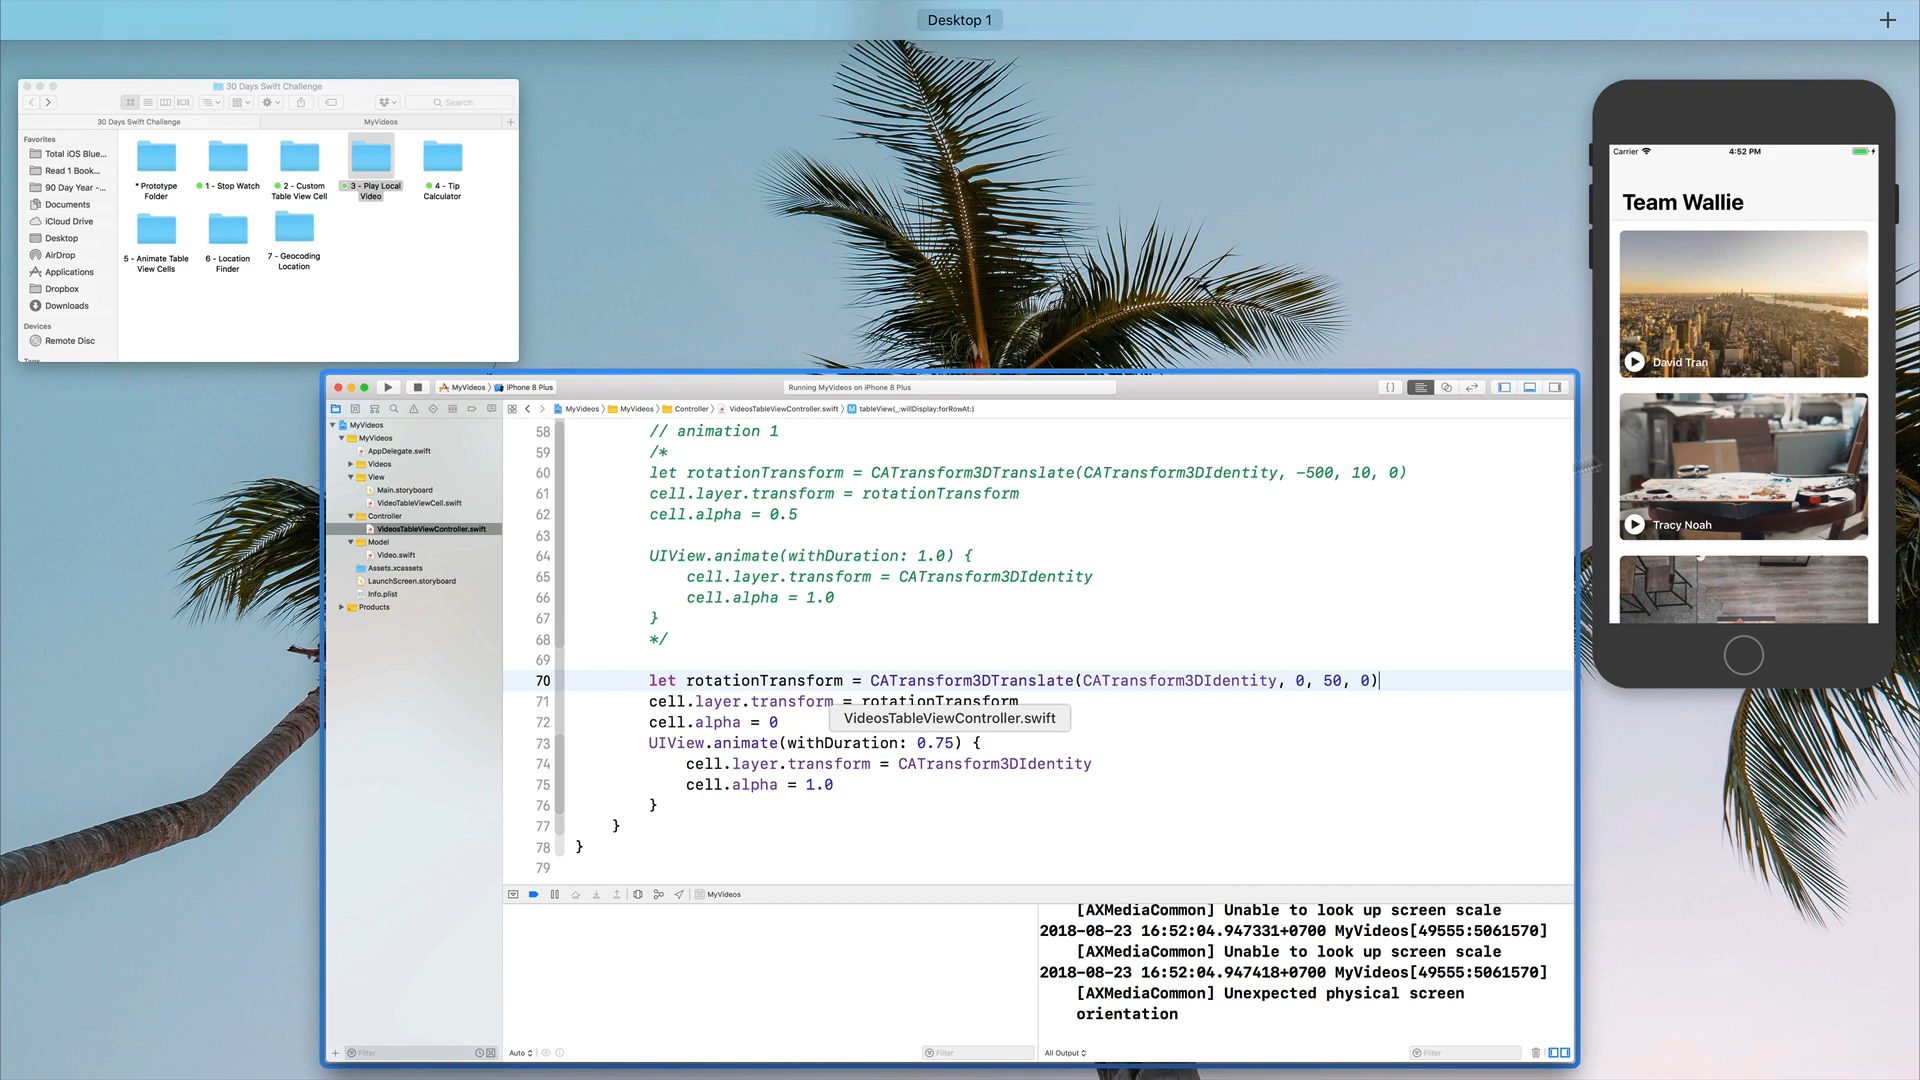 Desktop 1
30 Days Swift Challenge
Search
30 Days Swift Challenge
MyVideos
Favorites
Total iOS Blue...
Read 1 Book...
90 Day Year -...
Documents
iCloud Drive
Desktop
AirDrop
Applications
Dropbox
Downloads
Devices
Remote Disc
* Prototype
Folder
1 - Stop Watch
2 - Custom
Table View Cell
3 - Play Local
Video
4 - Tip
Calculator
5 - Animate Table
View Cells
6 - Location
Finder
7 - Geocoding
Location
Carrier
4:52 PM
Team Wallie
David Tran
Tracy Noah
MyVideos
iPhone 8 Plus
Running MyVideos on iPhone 8 Plus
MyVideos
MyVideos
Controller
VideosTableViewController.swift
M
tableView(_:willDisplay:forRowAt:)
MyVideos
MyVideos
AppDelegate.swift
Videos
View
Main.storyboard
VideoTableViewCell.swift
Controller
VideosTableViewController.swift
Model
Video.swift
Assets.xcassets
LaunchScreen.storyboard
Info.plist
Products
58 // animation 1
59 /*
60 let rotationTransform = CATransform3DTranslate(CATransform3DIdentity, -500, 10, 0)
61 cell.layer.transform = rotationTransform
62 cell.alpha = 0.5
63
64 UIView.animate(withDuration: 1.0) {
65 cell.layer.transform = CATransform3DIdentity
66 cell.alpha = 1.0
67 }
68 */
69
70 let rotationTransform = CATransform3DTranslate(CATransform3DIdentity, 0, 50, 0)
71 cell.layer.transform = rotationTransform
72 cell.alpha = 0
VideosTableViewController.swift
73 UIView.animate(withDuration: 0.75) {
74 cell.layer.transform = CATransform3DIdentity
75 cell.alpha = 1.0
76 }
77 }
78 }
79
MyVideos
[AXMediaCommon] Unable to look up screen scale
2018-08-23 16:52:04.947331+0700 MyVideos[49555:5061570]
[AXMediaCommon] Unable to look up screen scale
2018-08-23 16:52:04.947418+0700 MyVideos[49555:5061570]
[AXMediaCommon] Unexpected physical screen
orientation
Filter
Auto
Filter
All Output
Filter